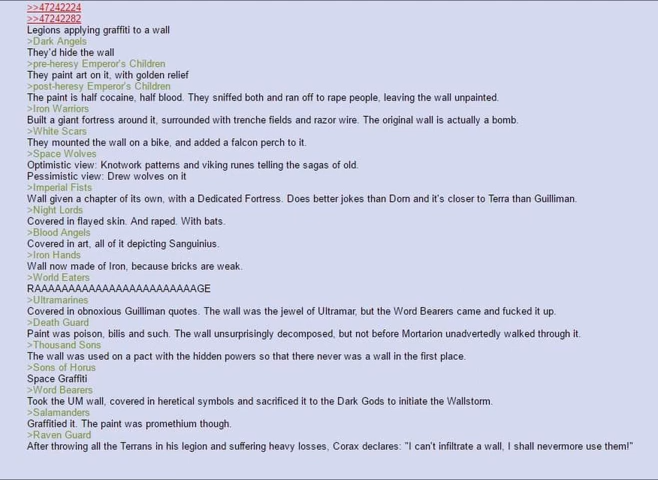 >>47242224
>>47242282
Legions applying graffiti to a wall
>Dark Angels
They'd hide the wall
>pre-heresy Emperor's Children
They paint art on it, with golden relief
>post-heresy Emperor's Children
The paint is half cocaine, half blood. They sniffed both and ran off to rape people, leaving the wall unpainted.
>Iron Warriors
Built a giant fortress around it, surrounded with trenche fields and razor wire. The original wall is actually a bomb.
>White Scars
They mounted the wall on a bike, and added a falcon perch to it.
>Space Wolves
Optimistic view: Knotwork patterns and viking runes telling the sagas of old.
Pessimistic view: Drew wolves on it
>Imperial Fists
Wall given a chapter of its own, with a Dedicated Fortress. Does better jokes than Dorn and it's closer to Terra than Guilliman.
>Night Lords
Covered in flayed skin. And raped. With bats.
>Blood Angels
Covered in art, all of it depicting Sanguinius.
>Iron Hands
Wall now made of Iron, because bricks are weak.
>World Eaters
RAAAAAAAAAAAAAAAAAAAAAAAAGE
>Ultramarines
Covered in obnoxious Guilliman quotes. The wall was the jewel of Ultramar, but the Word Bearers came and fucked it up.
>Death Guard
Paint was poison, bilis and such. The wall unsurprisingly decomposed, but not before Mortarion unadvertedly walked through it.
>Thousand Sons
The wall was used on a pact with the hidden powers so that there never was a wall in the first place.
>Sons of Horus
Space Graffiti
>Word Bearers
Took the UM wall, covered in heretical symbols and sacrificed it to the Dark Gods to initiate the Wallstorm.
>Salamanders
Graffitied it. The paint was promethium though.
>Raven Guard
After throwing all the Terrans in his legion and suffering heavy losses, Corax declares: "I can't infiltrate a wall, I shall nevermore use them!"